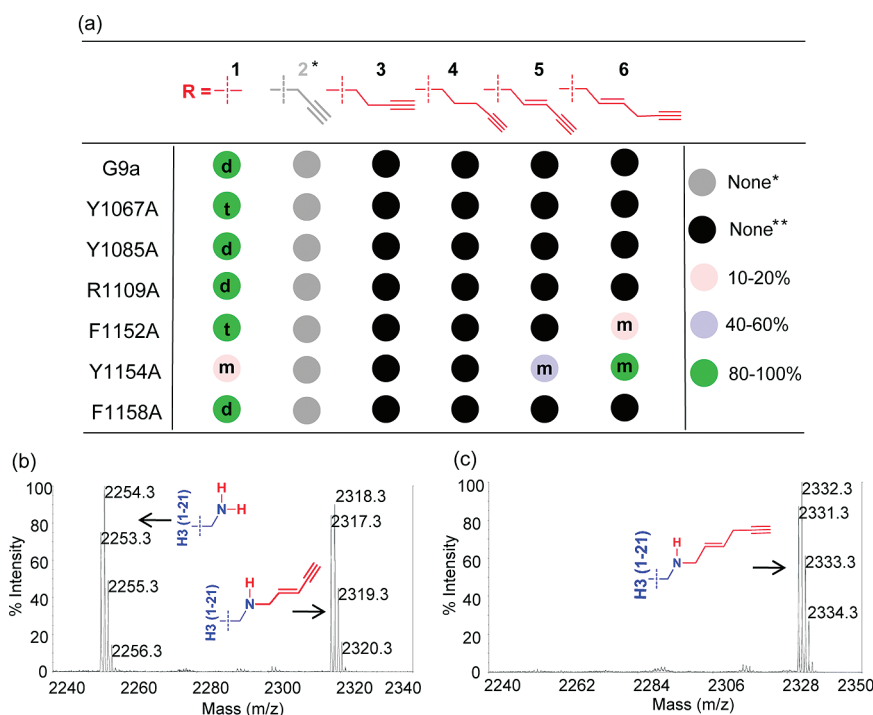 (a)
1 2* 3 4 5 6
R =
G9a d
Y1067A t
Y1085A d
R1109A d
F1152A t m
Y1154A m m m
F1158A d
None*
None**
10-20%
40-60%
80-100%
(b)
% Intensity
100
80
60
40
20
0
2254.3
2253.3
2255.3
2256.3
H3 (1-21)
H
N H
H3 (1-21)
H
N
2318.3
2317.3
2319.3
2320.3
2240 2260 2280 2300 2320 2340
Mass (m/z)
(c)
% Intensity
100
80
60
40
20
0
H3 (1-21)
H
N
2332.3
2331.3
2333.3
2334.3
2240 2262 2284 2306 2328 2350
Mass (m/z)